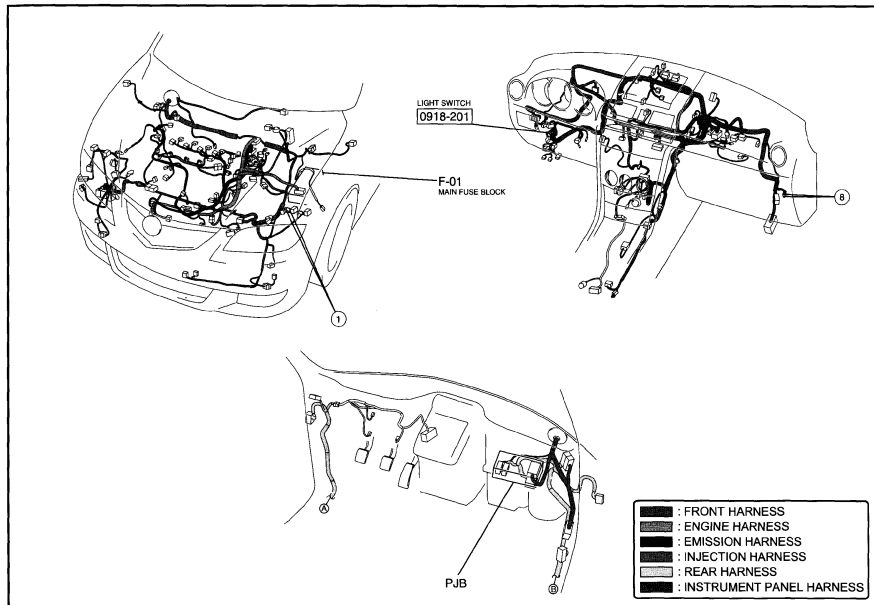 LIGHT SWITCH
0918-201
F-01
MAIN FUSE BLOCK
8
1
A
PJB
B
: FRONT HARNESS
: ENGINE HARNESS
: EMISSION HARNESS
: INJECTION HARNESS
: REAR HARNESS
: INSTRUMENT PANEL HARNESS